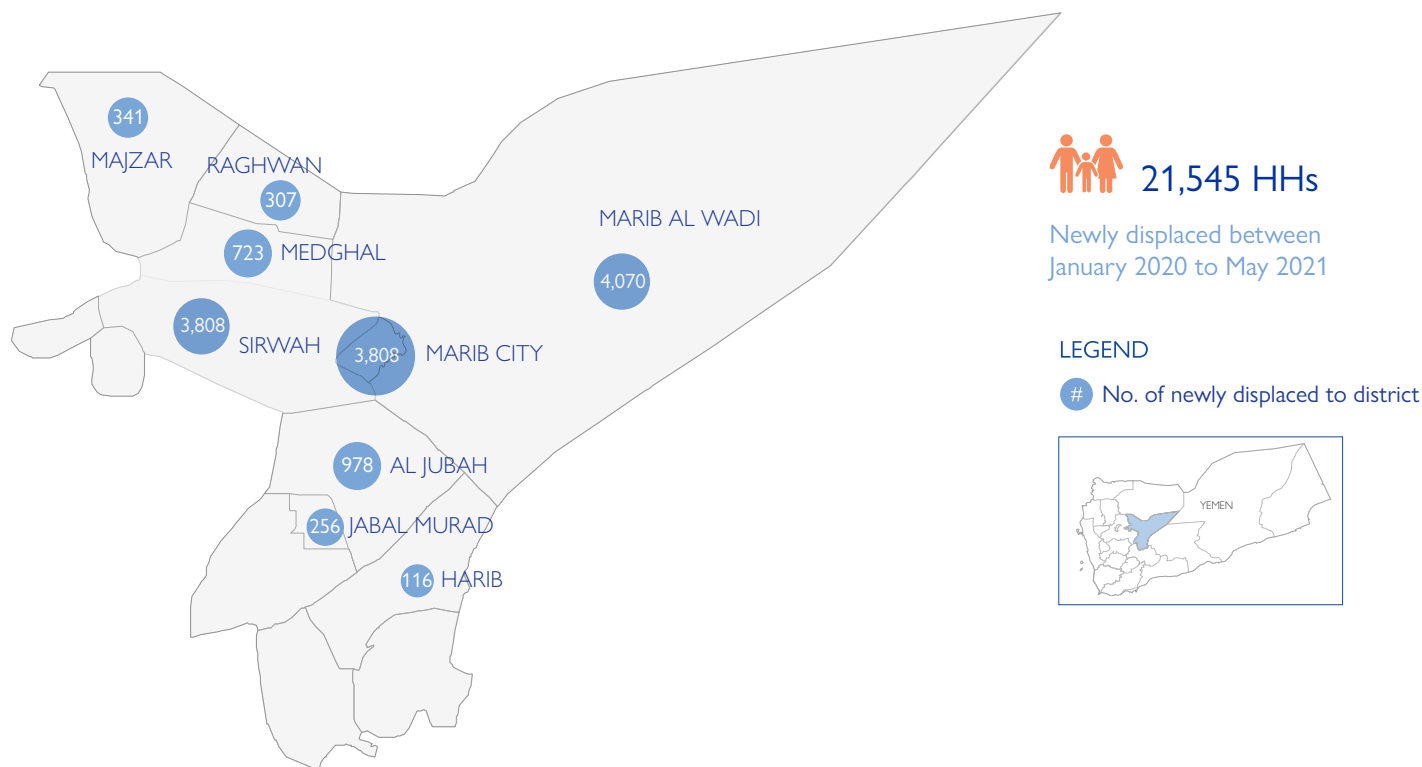 341
MAJZAR
RAGHWAN
307
723 MEDGHAL
MARIB AL WADI
4,070
3,808
SIRWAH
3,808 MARIB CITY
978 AL JUBAH
256 JABAL MURAD
116 HARIB
21,545 HHs
Newly displaced between
January 2020 to May 2021
LEGEND
# No. of newly displaced to district
YEMEN